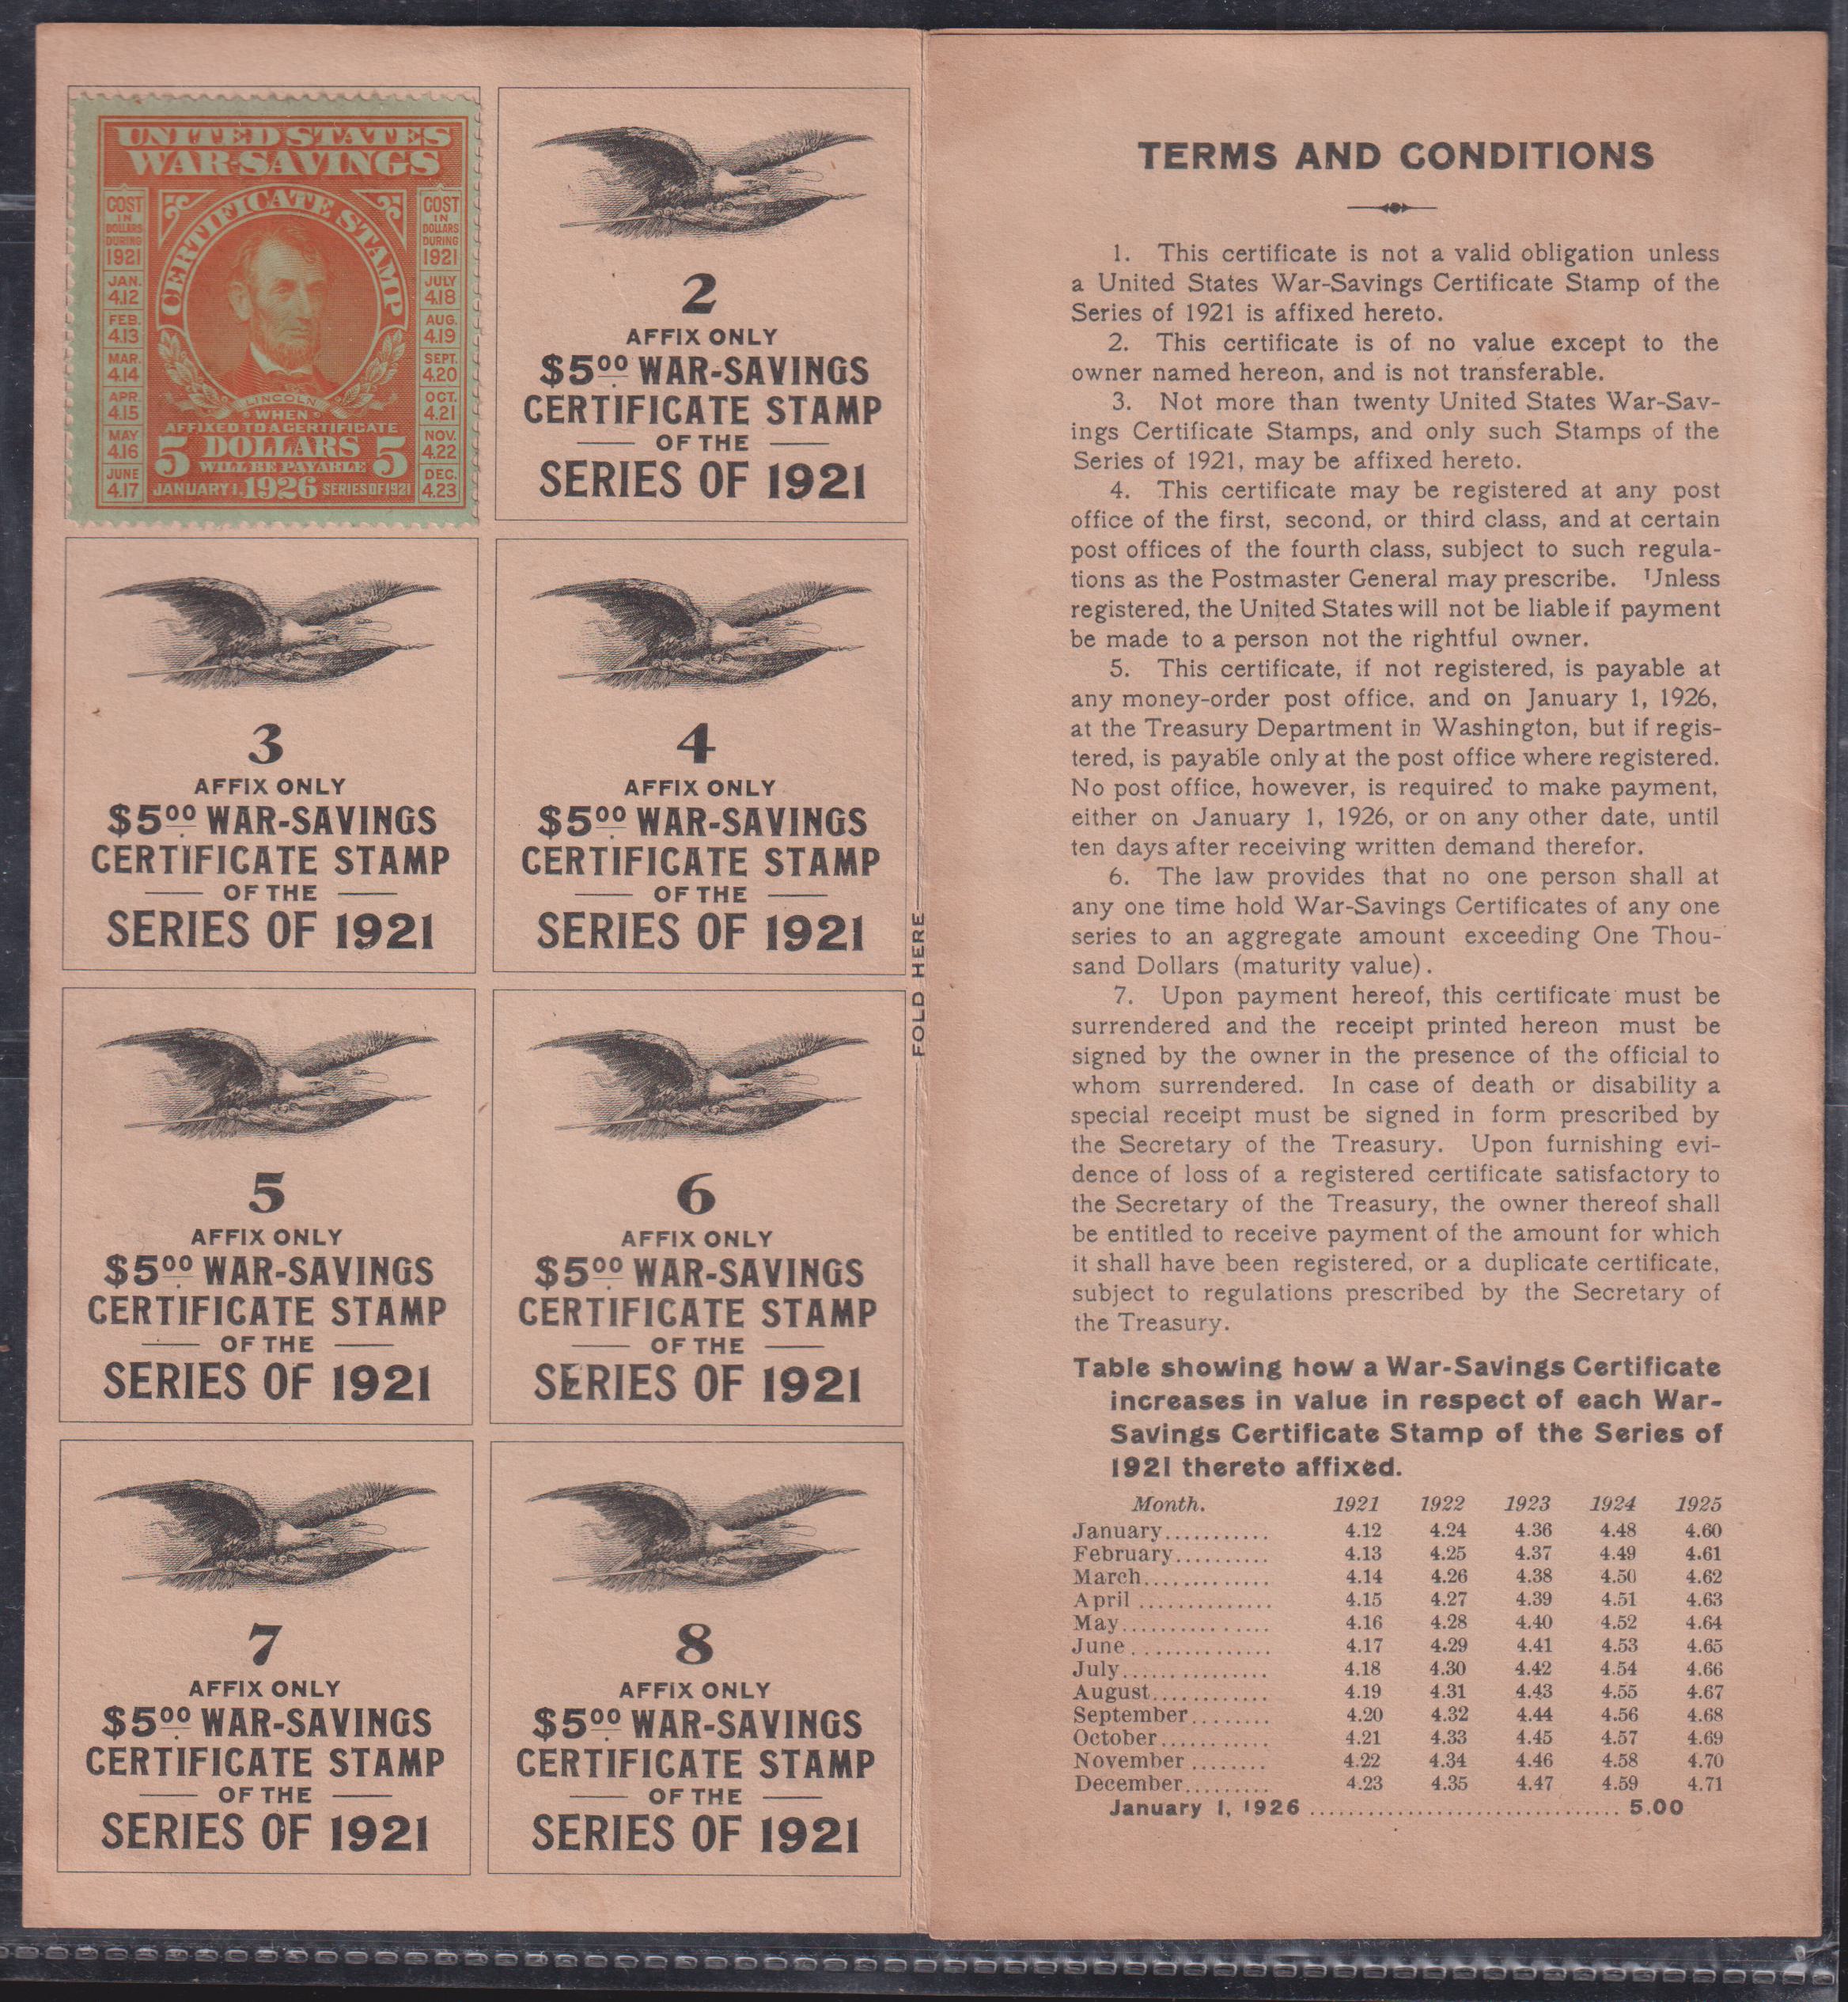 UNITED STATES
WAR-SAVINGS
CERTIFICATE STAMP
COST
IN
DOLLARS
DURING
1921
JAN.
4.12
FEB.
4.13
MAR.
4.14
APR.
4.15
MAY
4.16
JUNE
4.17
COST
IN
DOLLARS
DURING
1921
JULY
4.18
AUG.
4.19
SEPT.
4.20
OCT.
4.21
NOV.
4.22
DEC.
4.23
LINCOLN
WHEN
AFFIXED TO A CERTIFICATE
5 DOLLARS 5
WILL BE PAYABLE
JANUARY 1, 1926 SERIES OF 1921
2
AFFIX ONLY
$5.00 WAR-SAVINGS
CERTIFICATE STAMP
OF THE
SERIES OF 1921
3
AFFIX ONLY
$5.00 WAR-SAVINGS
CERTIFICATE STAMP
OF THE
SERIES OF 1921
4
AFFIX ONLY
$5.00 WAR-SAVINGS
CERTIFICATE STAMP
OF THE
SERIES OF 1921
5
AFFIX ONLY
$5.00 WAR-SAVINGS
CERTIFICATE STAMP
OF THE
SERIES OF 1921
6
AFFIX ONLY
$5.00 WAR-SAVINGS
CERTIFICATE STAMP
OF THE
SERIES OF 1921
7
AFFIX ONLY
$5.00 WAR-SAVINGS
CERTIFICATE STAMP
OF THE
SERIES OF 1921
8
AFFIX ONLY
$5.00 WAR-SAVINGS
CERTIFICATE STAMP
OF THE
SERIES OF 1921
FOLD HERE
TERMS AND CONDITIONS
1. This certificate is not a valid obligation unless
a United States War-Savings Certificate Stamp of the
Series of 1921 is affixed hereto.
2. This certificate is of no value except to the
owner named hereon, and is not transferable.
3. Not more than twenty United States War-Sav-
ings Certificate Stamps, and only such Stamps of the
Series of 1921, may be affixed hereto.
4. This certificate may be registered at any post
office of the first, second, or third class, and at certain
post offices of the fourth class, subject to such regula-
tions as the Postmaster General may prescribe. Unless
registered, the United States will not be liable if payment
be made to a person not the rightful owner.
5. This certificate, if not registered, is payable at
any money-order post office, and on January 1, 1926,
at the Treasury Department in Washington, but if regis-
tered, is payable only at the post office where registered.
No post office, however, is required to make payment,
either on January 1, 1926, or on any other date, until
ten days after receiving written demand therefor.
6. The law provides that no one person shall at
any one time hold War-Savings Certificates of any one
series to an aggregate amount exceeding One Thou-
sand Dollars (maturity value).
7. Upon payment hereof, this certificate must be
surrendered and the receipt printed hereon must be
signed by the owner in the presence of the official to
whom surrendered. In case of death or disability a
special receipt must be signed in form prescribed by
the Secretary of the Treasury. Upon furnishing evi-
dence of loss of a registered certificate satisfactory to
the Secretary of the Treasury, the owner thereof shall
be entitled to receive payment of the amount for which
it shall have been registered, or a duplicate certificate,
subject to regulations prescribed by the Secretary of
the Treasury.
Table showing how a War-Savings Certificate
increases in value in respect of each War-
Savings Certificate Stamp of the Series of
1921 thereto affixed.
Month. 1921 1922 1923 1924 1925
January........... 4.12 4.24 4.36 4.48 4.60
February.......... 4.13 4.25 4.37 4.49 4.61
March............. 4.14 4.26 4.38 4.50 4.62
April .............. 4.15 4.27 4.39 4.51 4.63
May................ 4.16 4.28 4.40 4.52 4.64
June .............. 4.17 4.29 4.41 4.53 4.65
July................ 4.18 4.30 4.42 4.54 4.66
August............ 4.19 4.31 4.43 4.55 4.67
September........ 4.20 4.32 4.44 4.56 4.68
October........... 4.21 4.33 4.45 4.57 4.69
November ........ 4.22 4.34 4.46 4.58 4.70
December......... 4.23 4.35 4.47 4.59 4.71
January 1, 1926 ................................ 5.00